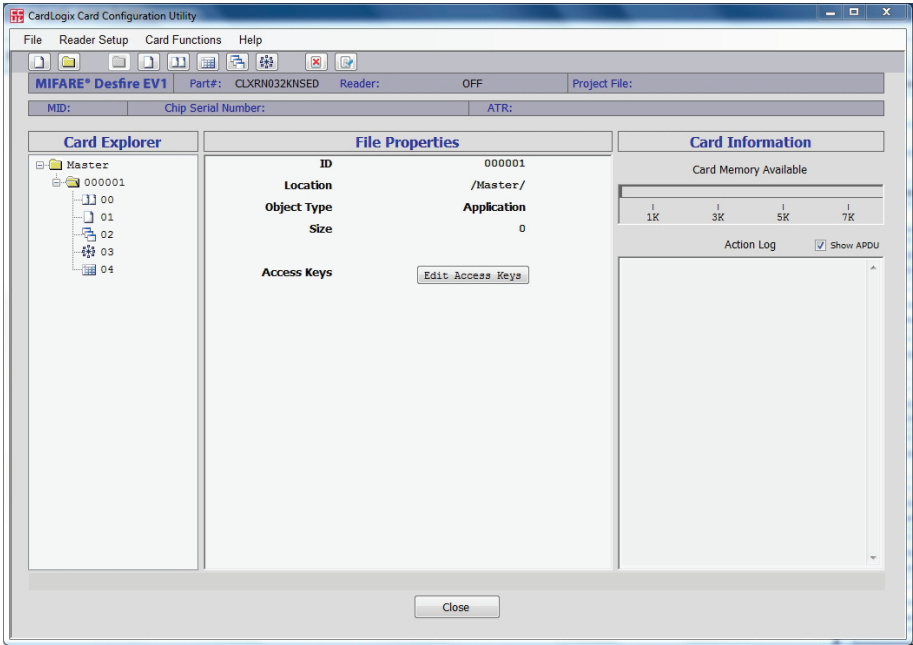 CardLogix Card Configuration Utility
File Reader Setup Card Functions Help
MIFARE® Desfire EV1 Part#: CLXRN032KNSED Reader: OFF Project File:
MID: Chip Serial Number: ATR:
Card Explorer File Properties Card Information
Master
000001
00
01
02
03
04
ID 000001
Location /Master/
Object Type Application
Size 0
Access Keys Edit Access Keys
Card Memory Available
1K 3K 5K 7K
Action Log Show APDU
Close